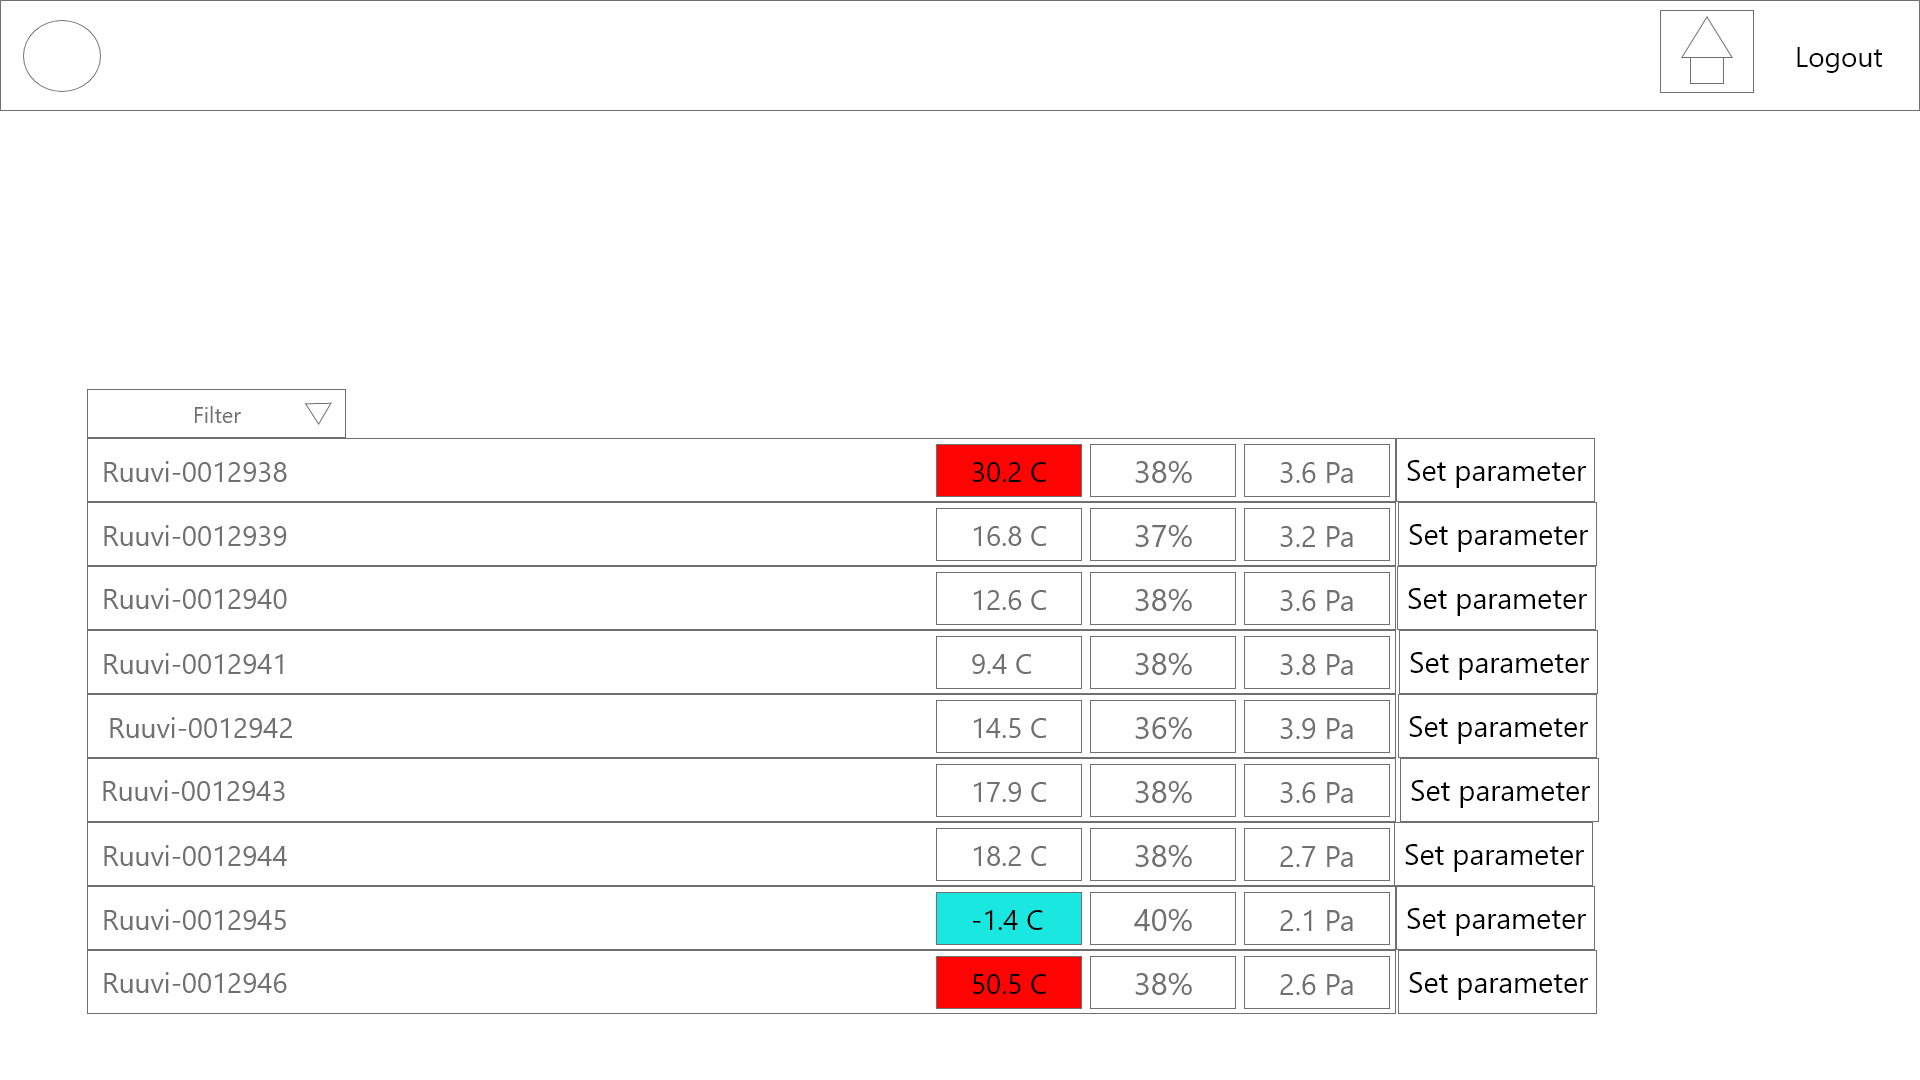 Logout
Filter
Ruuvi-0012938 30.2 C 38% 3.6 Pa Set parameter
Ruuvi-0012939 16.8 C 37% 3.2 Pa Set parameter
Ruuvi-0012940 12.6 C 38% 3.6 Pa Set parameter
Ruuvi-0012941 9.4 C 38% 3.8 Pa Set parameter
Ruuvi-0012942 14.5 C 36% 3.9 Pa Set parameter
Ruuvi-0012943 17.9 C 38% 3.6 Pa Set parameter
Ruuvi-0012944 18.2 C 38% 2.7 Pa Set parameter
Ruuvi-0012945 -1.4 C 40% 2.1 Pa Set parameter
Ruuvi-0012946 50.5 C 38% 2.6 Pa Set parameter